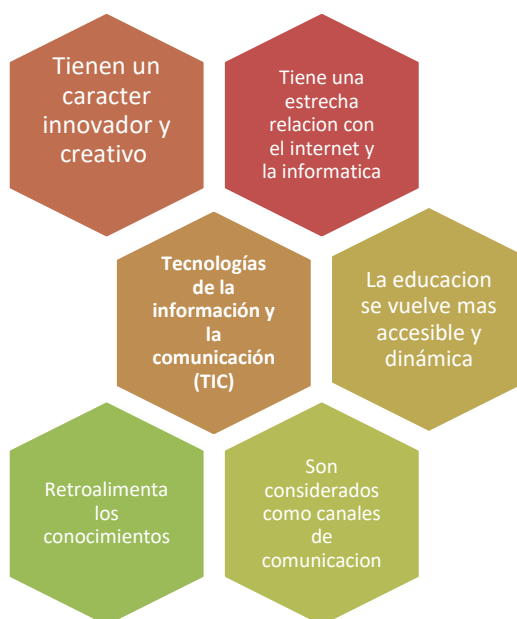 Tienen un
caracter
innovador y
creativo
Tiene una
estrecha
relacion con
el internet y
la informatica
Tecnologías
de la
información y
la
comunicación
(TIC)
La educacion
se vuelve mas
accesible y
dinámica
Retroalimenta
los
conocimientos
Son
considerados
como canales
de
comunicacion